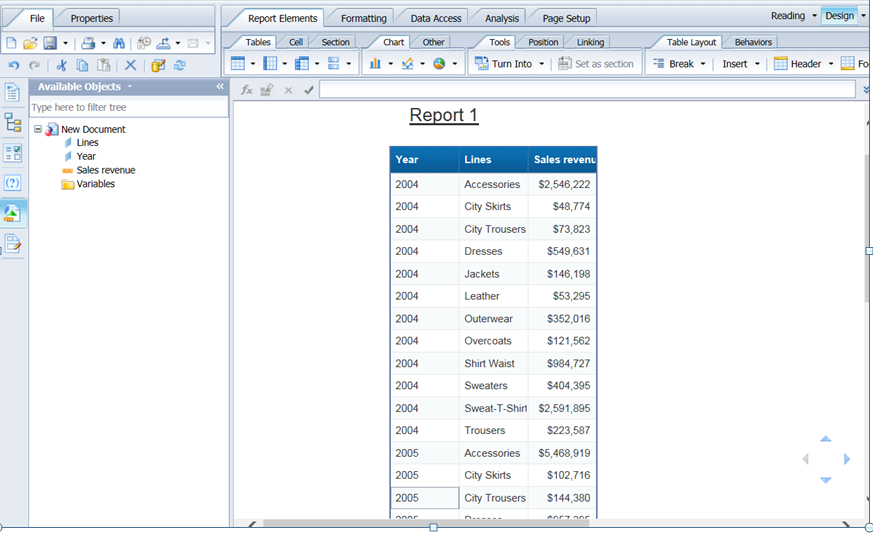 File Properties Report Elements Formatting Data Access Analysis Page Setup Reading Design
Tables Cell Section Chart Other Tools Position Linking Table Layout Behaviors
Turn Into Set as section Break Insert Header Fo
Available Objects
Type here to filter tree
New Document
Lines
Year
Sales revenue
Variables
fx
Report 1
Year Lines Sales revenu
2004 Accessories $2,546,222
2004 City Skirts $48,774
2004 City Trousers $73,823
2004 Dresses $549,631
2004 Jackets $146,198
2004 Leather $53,295
2004 Outerwear $352,016
2004 Overcoats $121,562
2004 Shirt Waist $984,727
2004 Sweaters $404,395
2004 Sweat-T-Shirt $2,591,895
2004 Trousers $223,587
2005 Accessories $5,468,919
2005 City Skirts $102,716
2005 City Trousers $144,380